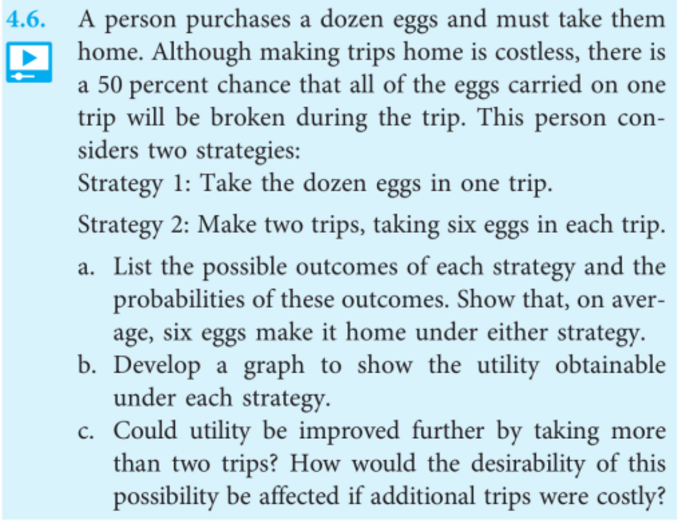 4.6. A person purchases a dozen eggs and must take them
home. Although making trips home is costless, there is
a 50 percent chance that all of the eggs carried on one
trip will be broken during the trip. This person con-
siders two strategies:
Strategy 1: Take the dozen eggs in one trip.
Strategy 2: Make two trips, taking six eggs in each trip.
a. List the possible outcomes of each strategy and the
probabilities of these outcomes. Show that, on aver-
age, six eggs make it home under either strategy.
b. Develop a graph to show the utility obtainable
under each strategy.
c. Could utility be improved further by taking more
than two trips? How would the desirability of this
possibility be affected if additional trips were costly?